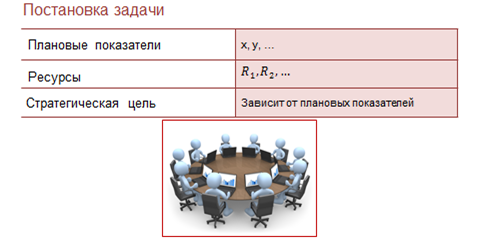 Постановка задачи
Плановые показатели x, y, …
Ресурсы R₁, R₂, …
Стратегическая цель Зависит от плановых показателей